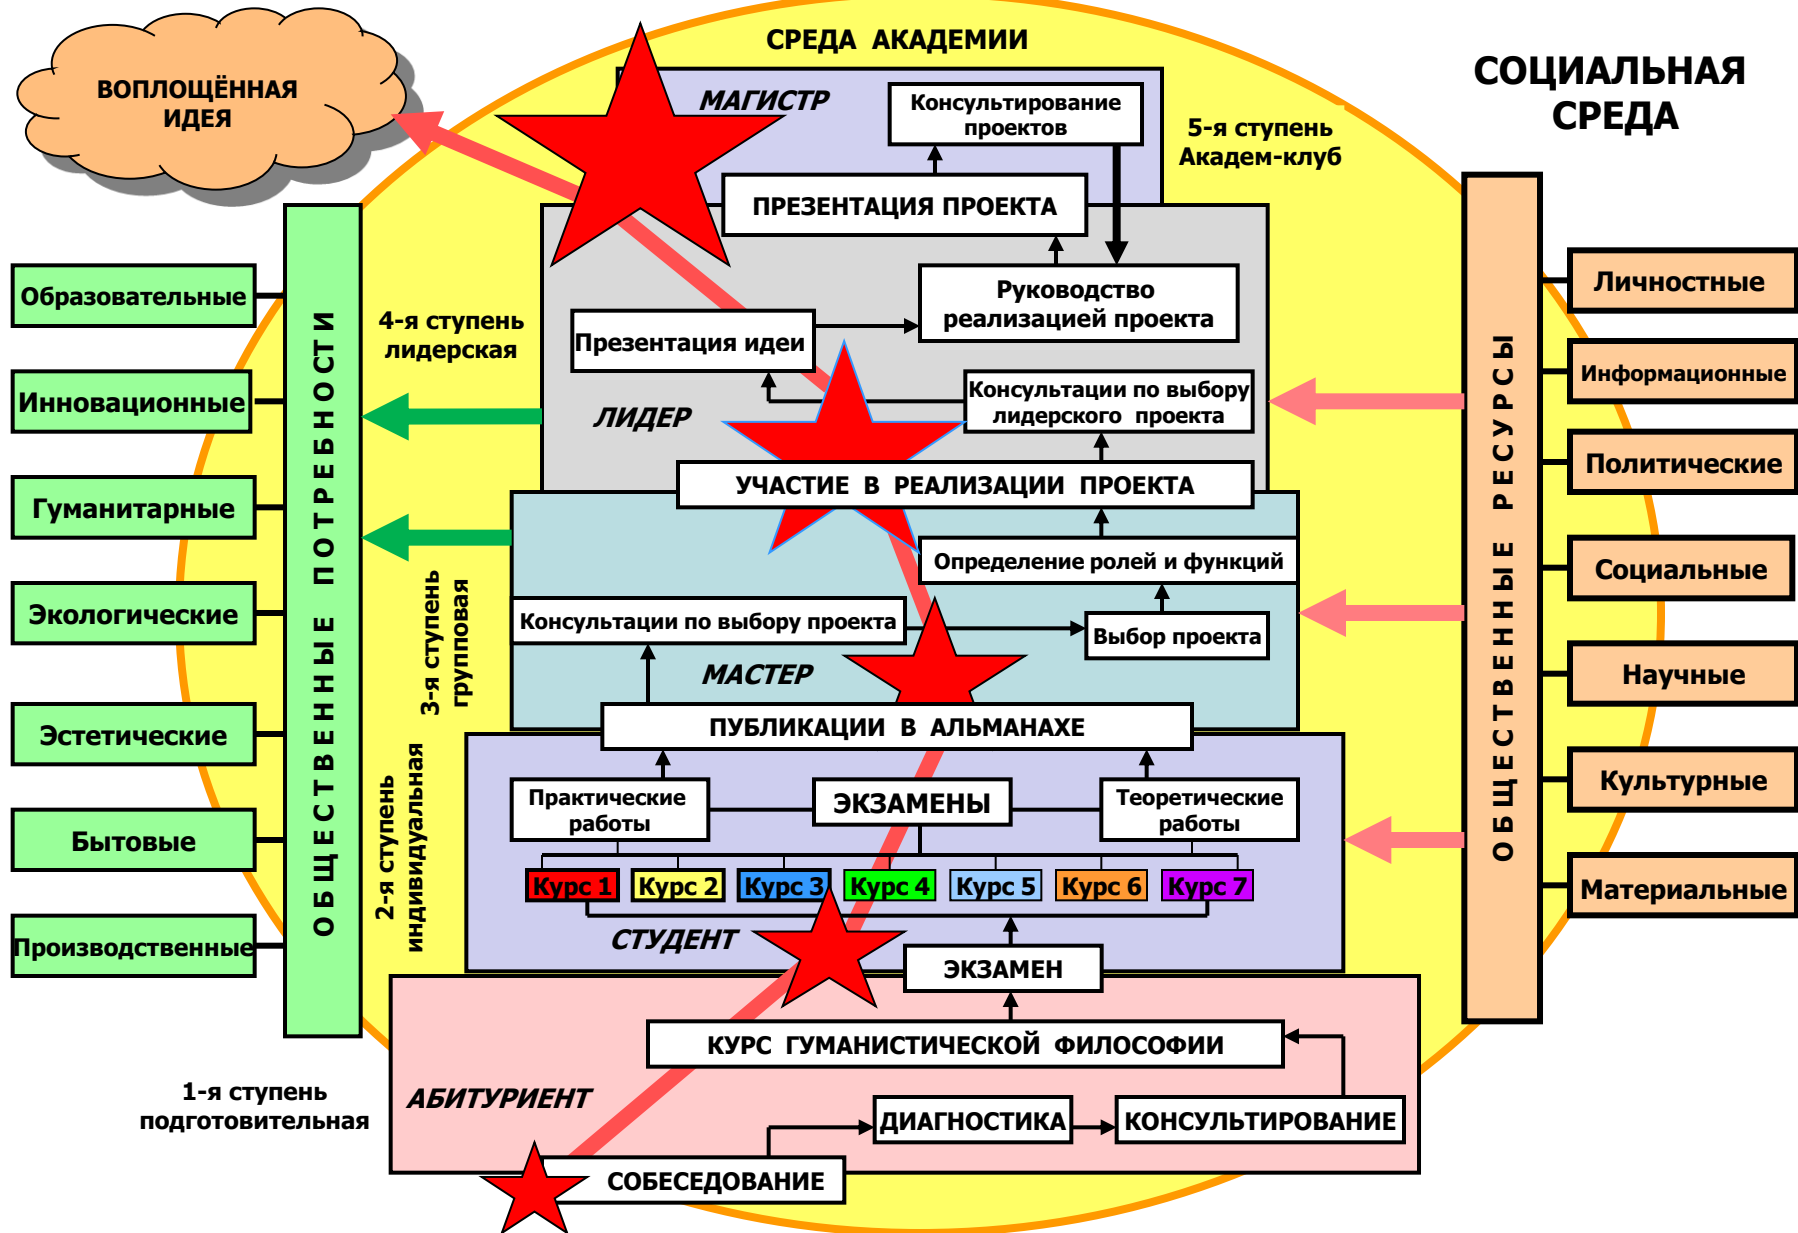 СРЕДА АКАДЕМИИ
ВОПЛОЩЁННАЯ
ИДЕЯ
СОЦИАЛЬНАЯ
СРЕДА
МАГИСТР
Консультирование
проектов
5-я ступень
Академ-клуб
ПРЕЗЕНТАЦИЯ ПРОЕКТА
Руководство
реализацией проекта
Презентация идеи
4-я ступень
лидерская
Консультации по выбору
лидерского проекта
ЛИДЕР
УЧАСТИЕ В РЕАЛИЗАЦИИ ПРОЕКТА
Определение ролей и функций
Консультации по выбору проекта
Выбор проекта
3-я ступень
групповая
МАСТЕР
ПУБЛИКАЦИИ В АЛЬМАНАХЕ
Практические
работы
ЭКЗАМЕНЫ
Теоретические
работы
2-я ступень
индивидуальная
Курс 1
Курс 2
Курс 3
Курс 4
Курс 5
Курс 6
Курс 7
СТУДЕНТ
ЭКЗАМЕН
КУРС ГУМАНИСТИЧЕСКОЙ ФИЛОСОФИИ
1-я ступень
подготовительная
АБИТУРИЕНТ
ДИАГНОСТИКА
КОНСУЛЬТИРОВАНИЕ
СОБЕСЕДОВАНИЕ
ОБЩЕСТВЕННЫЕ ПОТРЕБНОСТИ
Образовательные
Инновационные
Гуманитарные
Экологические
Эстетические
Бытовые
Производственные
ОБЩЕСТВЕННЫЕ РЕСУРСЫ
Личностные
Информационные
Политические
Социальные
Научные
Культурные
Материальные